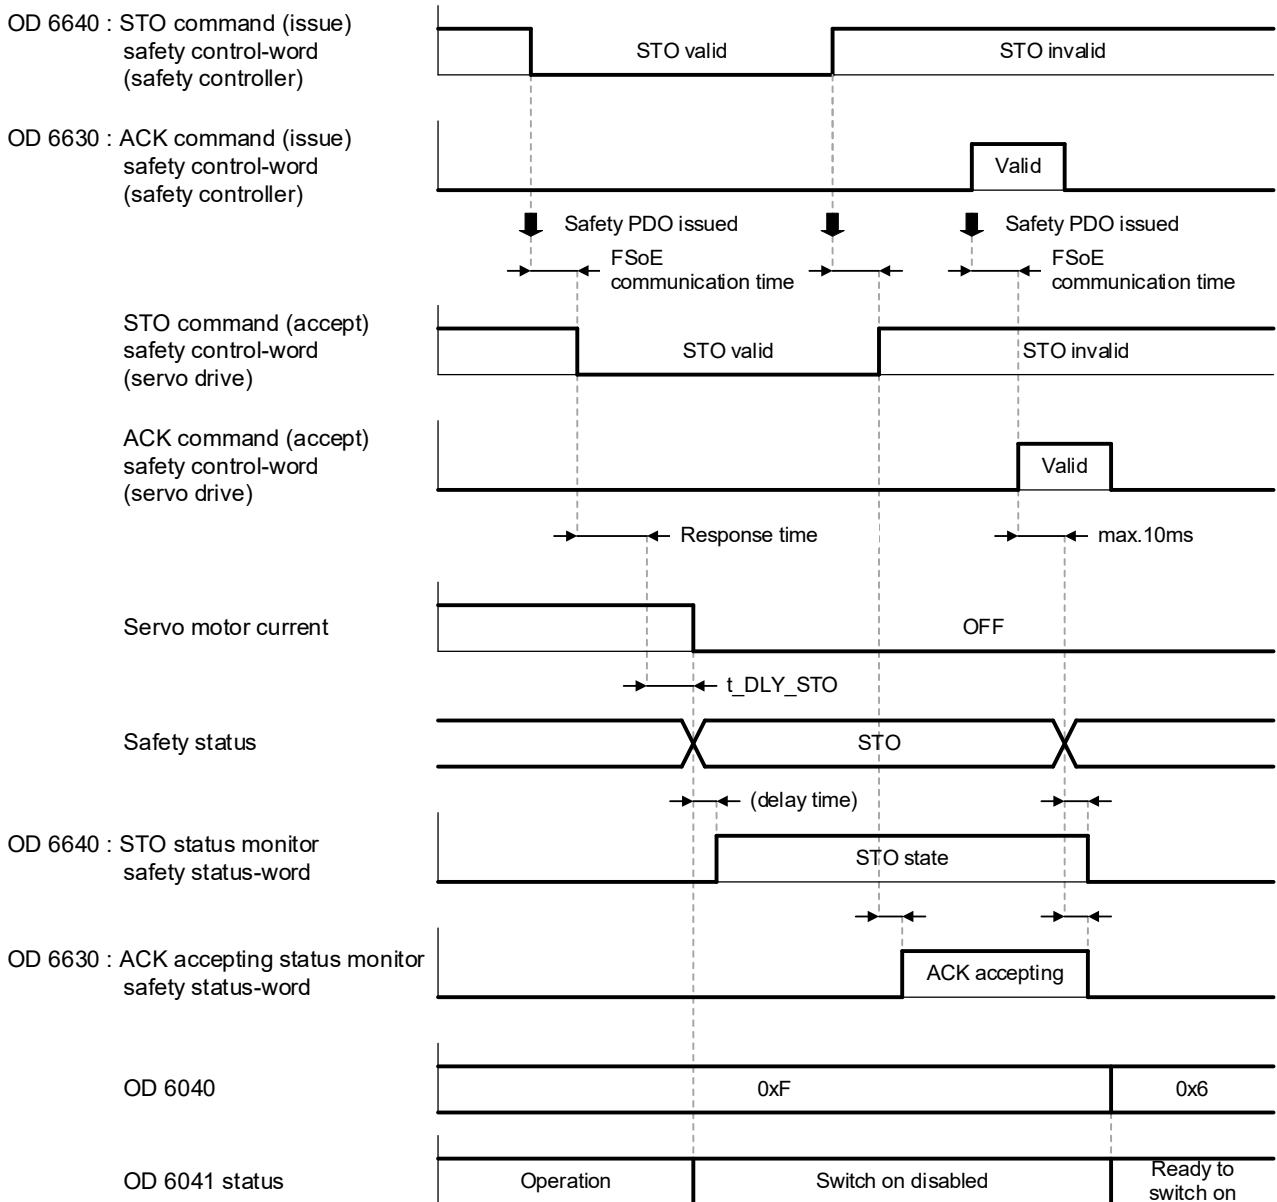 OD 6640 : STO command (issue)
safety control-word
(safety controller)
STO valid
STO invalid
OD 6630 : ACK command (issue)
safety control-word
(safety controller)
Valid
Safety PDO issued
Safety PDO issued
FSoE
communication time
FSoE
communication time
STO command (accept)
safety control-word
(servo drive)
STO valid
STO invalid
ACK command (accept)
safety control-word
(servo drive)
Valid
Response time
max.10ms
Servo motor current
OFF
t_DLY_STO
Safety status
STO
(delay time)
OD 6640 : STO status monitor
safety status-word
STO state
OD 6630 : ACK accepting status monitor
safety status-word
ACK accepting
OD 6040
0xF
0x6
OD 6041 status
Operation
Switch on disabled
Ready to
switch on